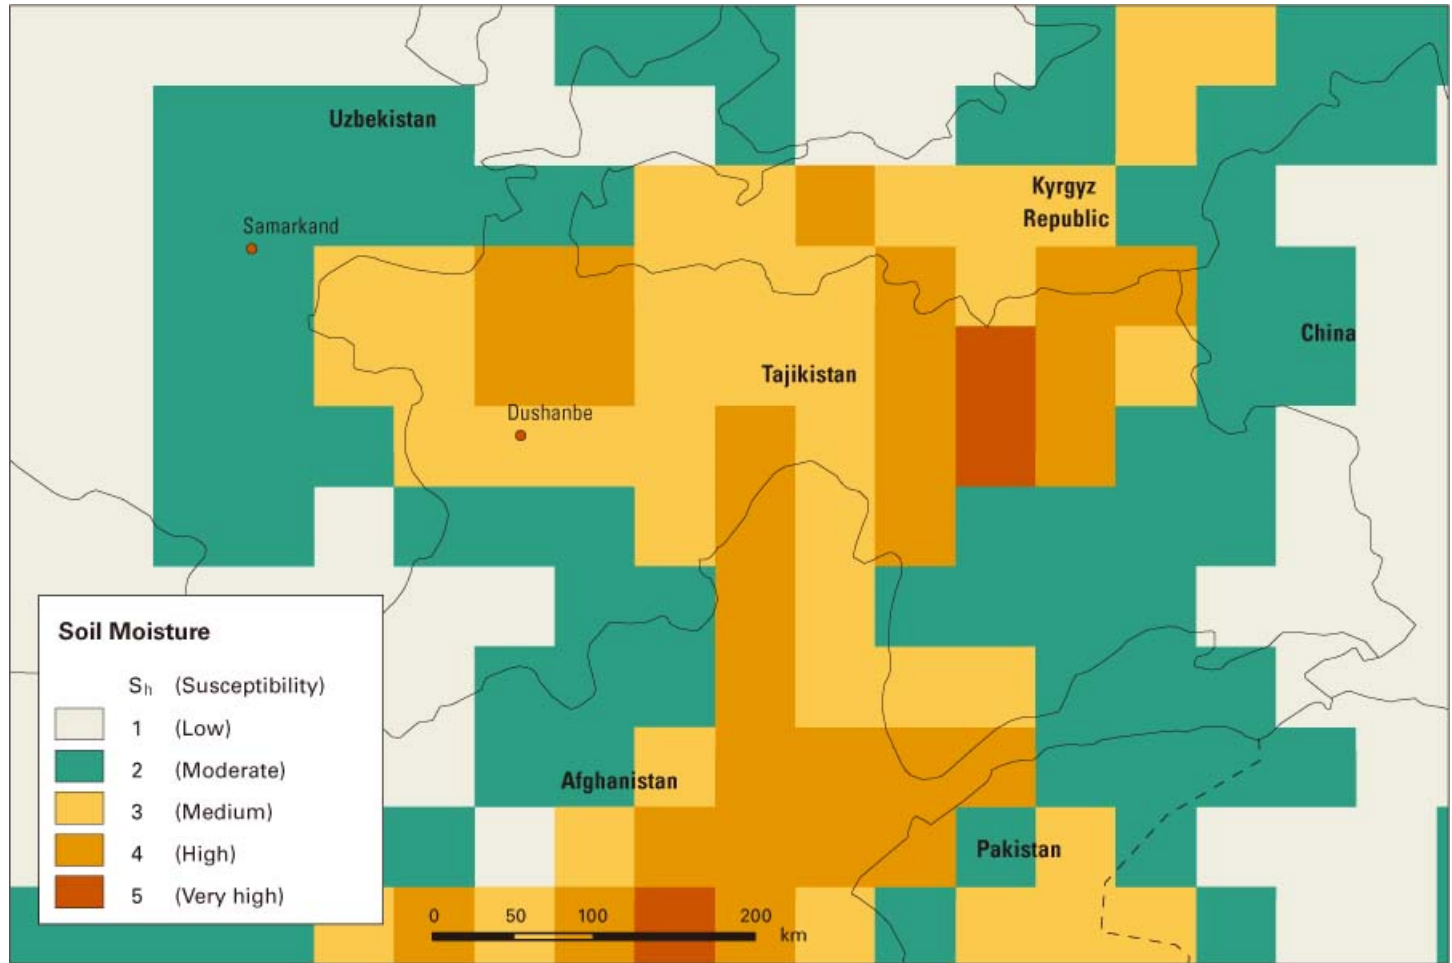 Uzbekistan
Kyrgyz
Republic
Samarkand
China
Tajikistan
Dushanbe
Afghanistan
Pakistan
Soil Moisture
Sh (Susceptibility)
1 (Low)
2 (Moderate)
3 (Medium)
4 (High)
5 (Very high)
0 50 100 200
km